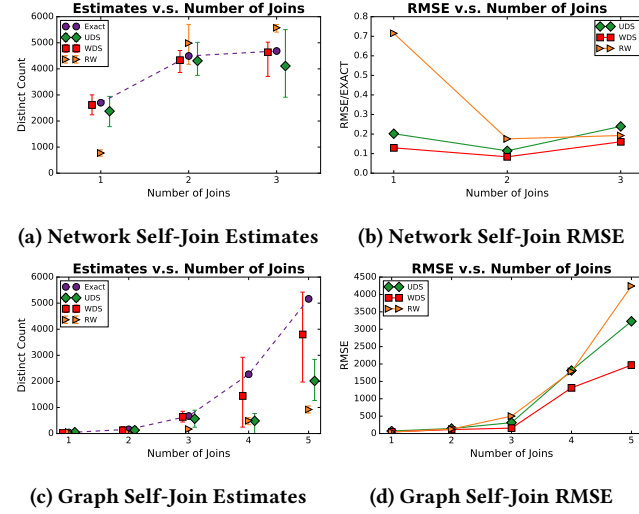 Estimates v.s. Number of Joins
6000
5000
4000
3000
2000
1000
0
Distinct Count
Exact
UDS
WDS
RW
1
2
3
Number of Joins
(a) Network Self-Join Estimates
RMSE v.s. Number of Joins
0.8
0.7
0.6
0.5
0.4
0.3
0.2
0.1
0.0
RMSE/EXACT
UDS
WDS
RW
1
2
3
Number of Joins
(b) Network Self-Join RMSE
Estimates v.s. Number of Joins
6000
5000
4000
3000
2000
1000
0
Distinct Count
Exact
UDS
WDS
RW
1
2
3
4
5
Number of Joins
(c) Graph Self-Join Estimates
RMSE v.s. Number of Joins
4500
4000
3500
3000
2500
2000
1500
1000
500
0
RMSE
UDS
WDS
RW
1
2
3
4
5
Number of Joins
(d) Graph Self-Join RMSE